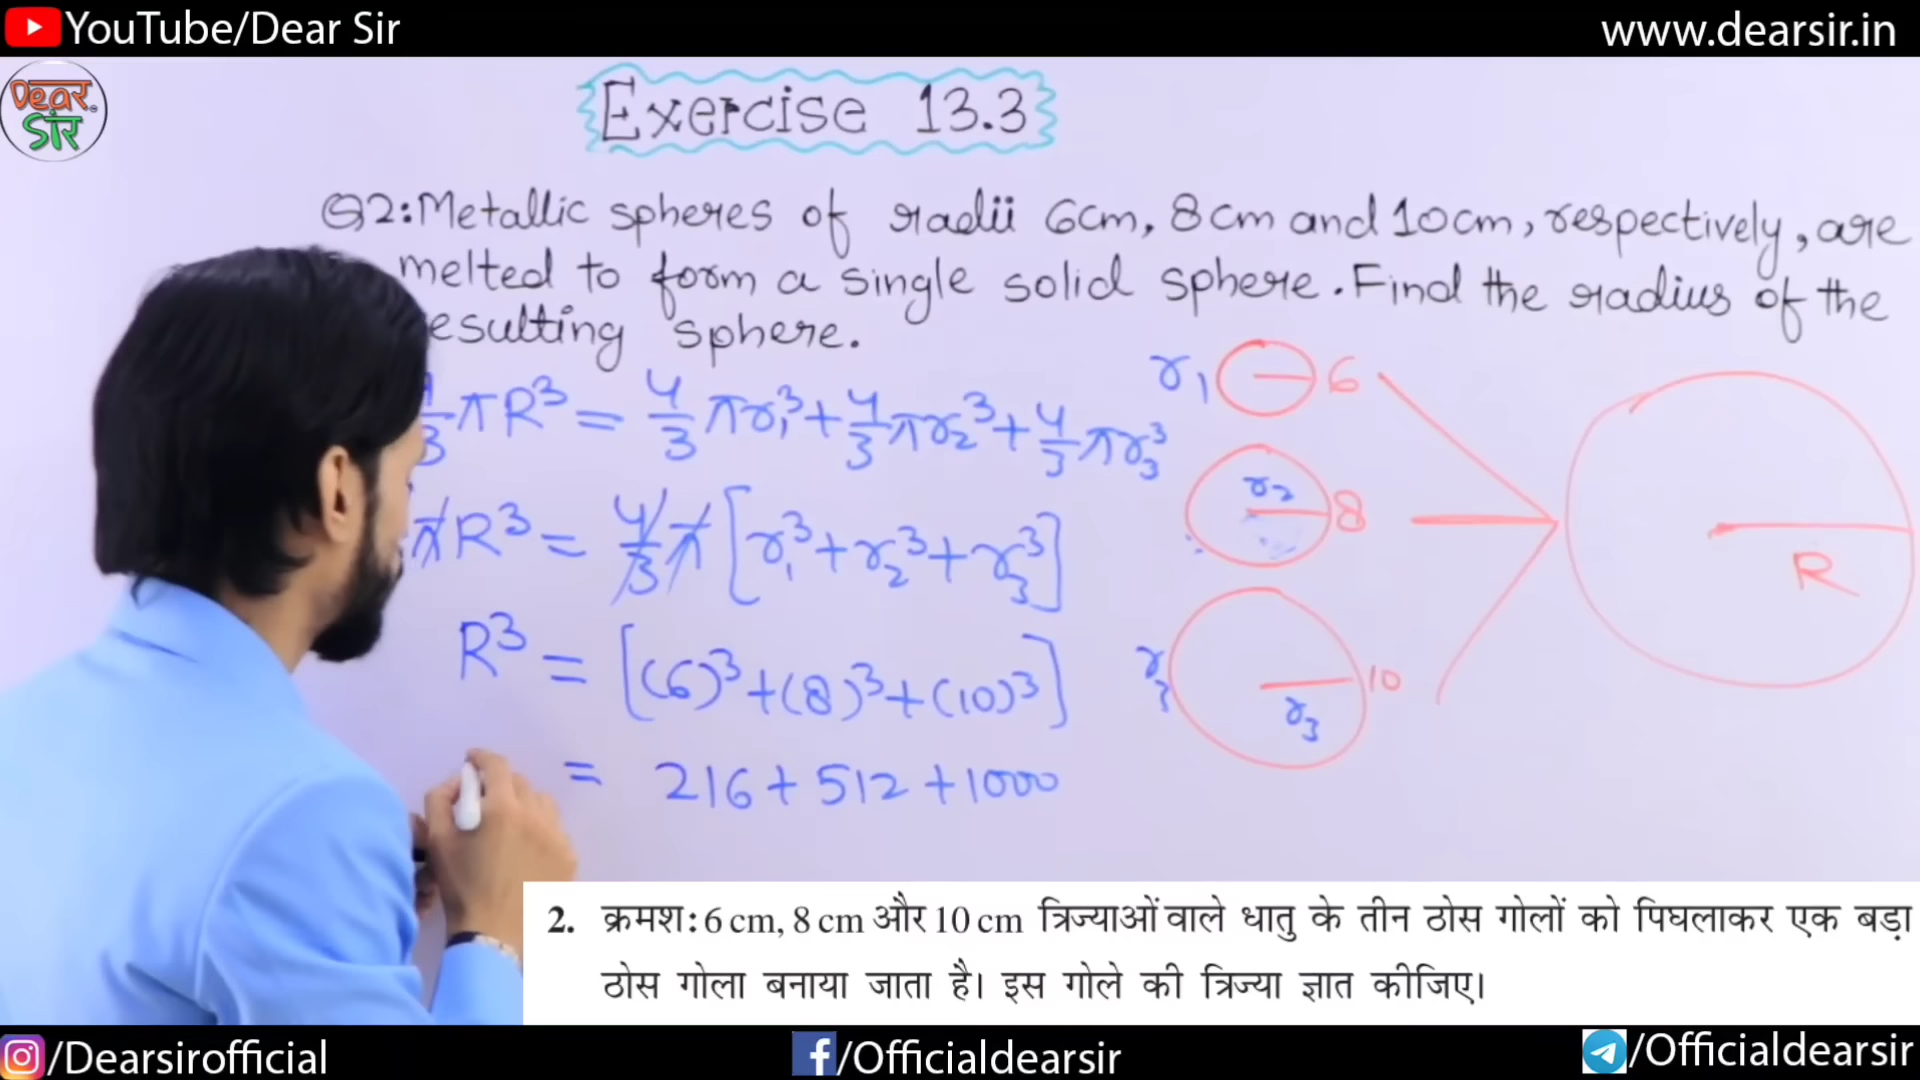 YouTube/Dear Sir
www.dearsir.in
Dear
सर
Exercise 13.3
Q2: Metallic spheres of radii 6cm, 8cm and 10cm, respectively, are
melted to form a single solid sphere. Find the radius of the
esulting sphere.
r₁ 6
4/3 πR³ = 4/3 πr₁³ + 4/3 πr₂³ + 4/3 πr₃³
r₂ 8
πR³ = 4/3 π [r₁³ + r₂³ + r₃³]
R
R³ = [(6)³ + (8)³ + (10)³]
r₃ 10
r₃
= 216 + 512 + 1000
2. क्रमश: 6 cm, 8 cm और 10 cm त्रिज्याओं वाले धातु के तीन ठोस गोलों को पिघलाकर एक बड़ा
ठोस गोला बनाया जाता है। इस गोले की त्रिज्या ज्ञात कीजिए।
/Dearsirofficial
/Officialdearsir
/Officialdearsir